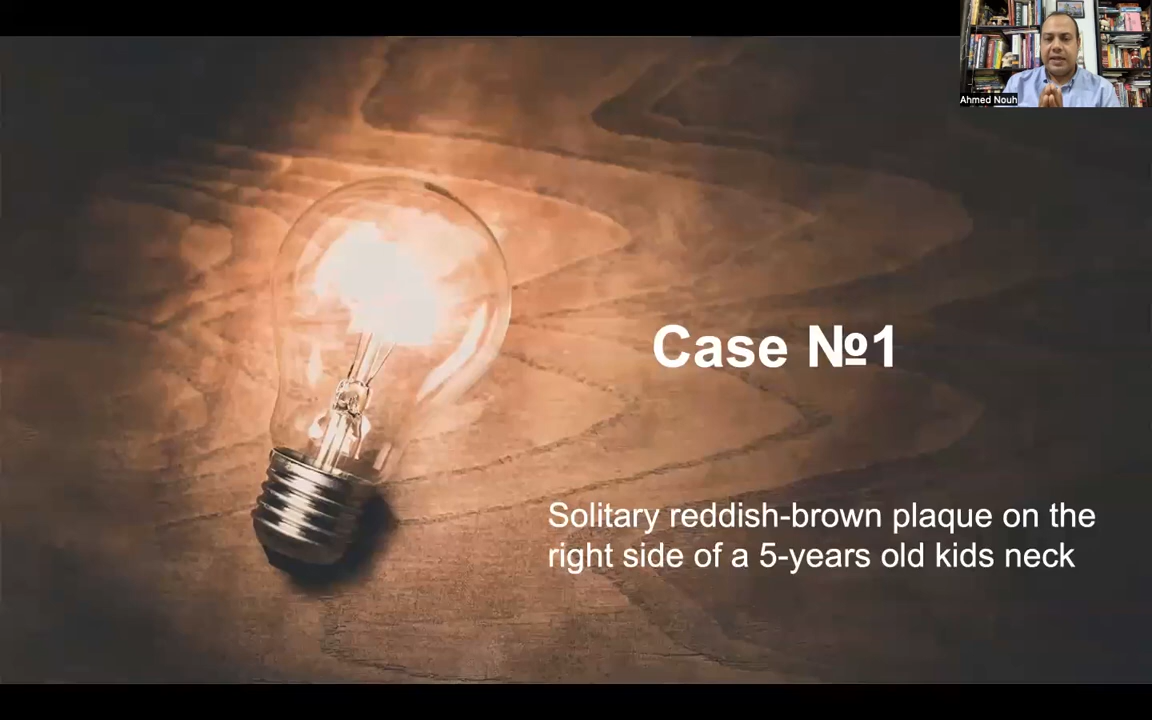 Ahmed Nouh
Case №1
Solitary reddish-brown plaque on the
right side of a 5-years old kids neck